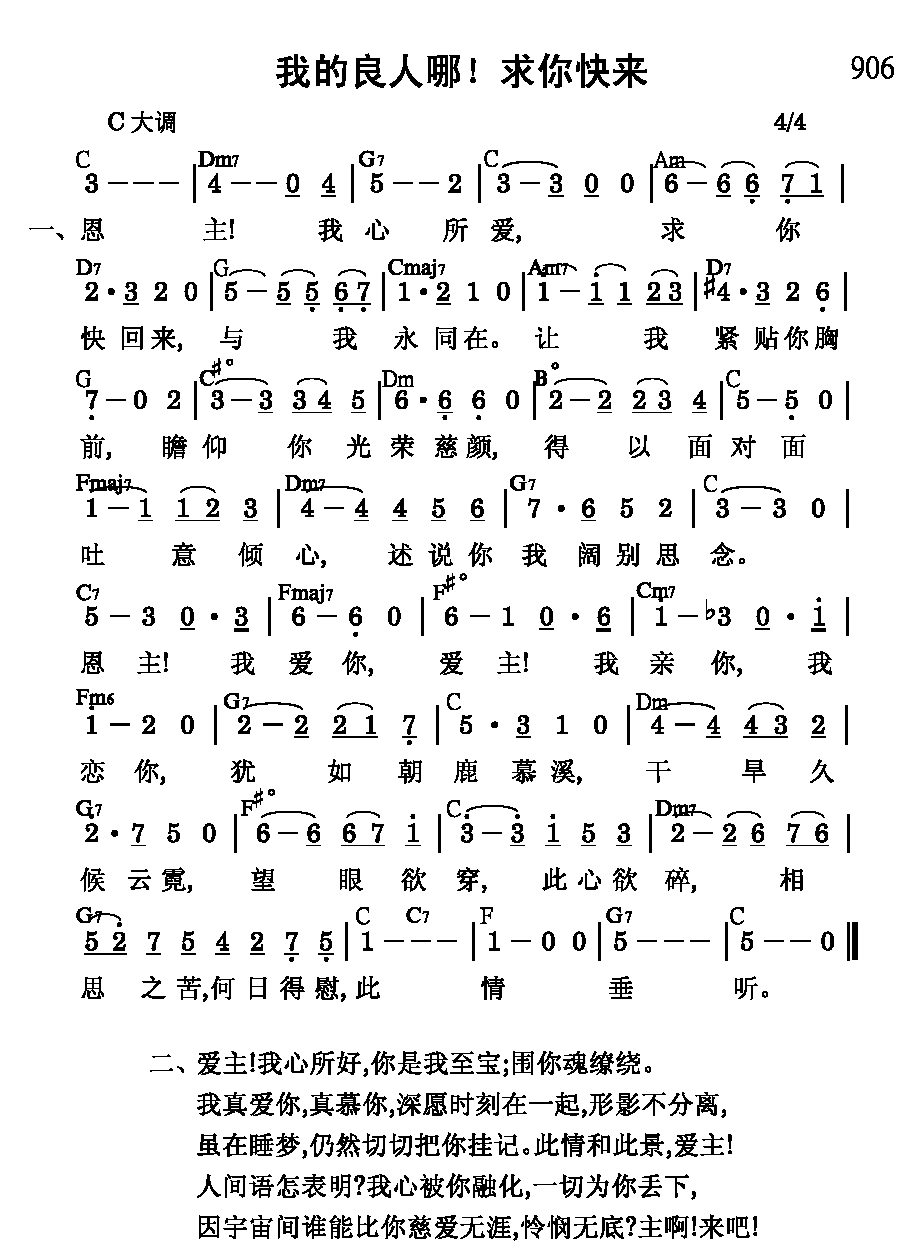 我的良人哪！求你快来
906
C 大调
4/4
C Dm7 G7 C Am
3 - - - | 4 - - 0 4 | 5 - - 2 | 3 - 3 0 0 | 6 - 6 6 7 1 |
一、恩 主! 我 心 所 爱, 求 你
D7 G Cmaj7 Am7 D7
2 · 3 2 0 | 5 - 5 5 6 7 | 1 · 2 1 0 | 1 - 1 1 2 3 | #4 · 3 2 6 |
快 回 来, 与 我 永 同 在。 让 我 紧 贴 你 胸
G C#° Dm B° C
7 - 0 2 | 3 - 3 3 4 5 | 6 · 6 6 0 | 2 - 2 2 3 4 | 5 - 5 0 |
前, 瞻 仰 你 光 荣 慈 颜, 得 以 面 对 面
Fmaj7 Dm7 G7 C
1 - 1 1 2 3 | 4 - 4 4 5 6 | 7 · 6 5 2 | 3 - 3 0 |
吐 意 倾 心, 述 说 你 我 阔 别 思 念。
C7 Fmaj7 F#° Cm7
5 - 3 0 · 3 | 6 - 6 0 | 6 - 1 0 · 6 | 1 - b3 0 · 1 |
恩 主! 我 爱 你, 爱 主! 我 亲 你, 我
Fm6 G7 C Dm
1 - 2 0 | 2 - 2 2 1 7 | 5 · 3 1 0 | 4 - 4 4 3 2 |
恋 你, 犹 如 朝 鹿 慕 溪, 干 旱 久
G7 F#° C Dm7
2 · 7 5 0 | 6 - 6 6 7 1 | 3 - 3 1 5 3 | 2 - 2 6 7 6 |
候 云 霓, 望 眼 欲 穿, 此 心 欲 碎, 相
G7 C C7 F G7 C
5 2 7 5 4 2 7 5 | 1 - - - | 1 - 0 0 | 5 - - - | 5 - - 0 ||
思 之 苦,何 日 得 慰,此 情 垂 听。
二、爱主!我心所好,你是我至宝;围你魂缭绕。
我真爱你,真慕你,深愿时刻在一起,形影不分离,
虽在睡梦,仍然切切把你挂记。此情和此景,爱主!
人间语怎表明?我心被你融化,一切为你丢下,
因宇宙间谁能比你慈爱无涯,怜悯无底?主啊!来吧!